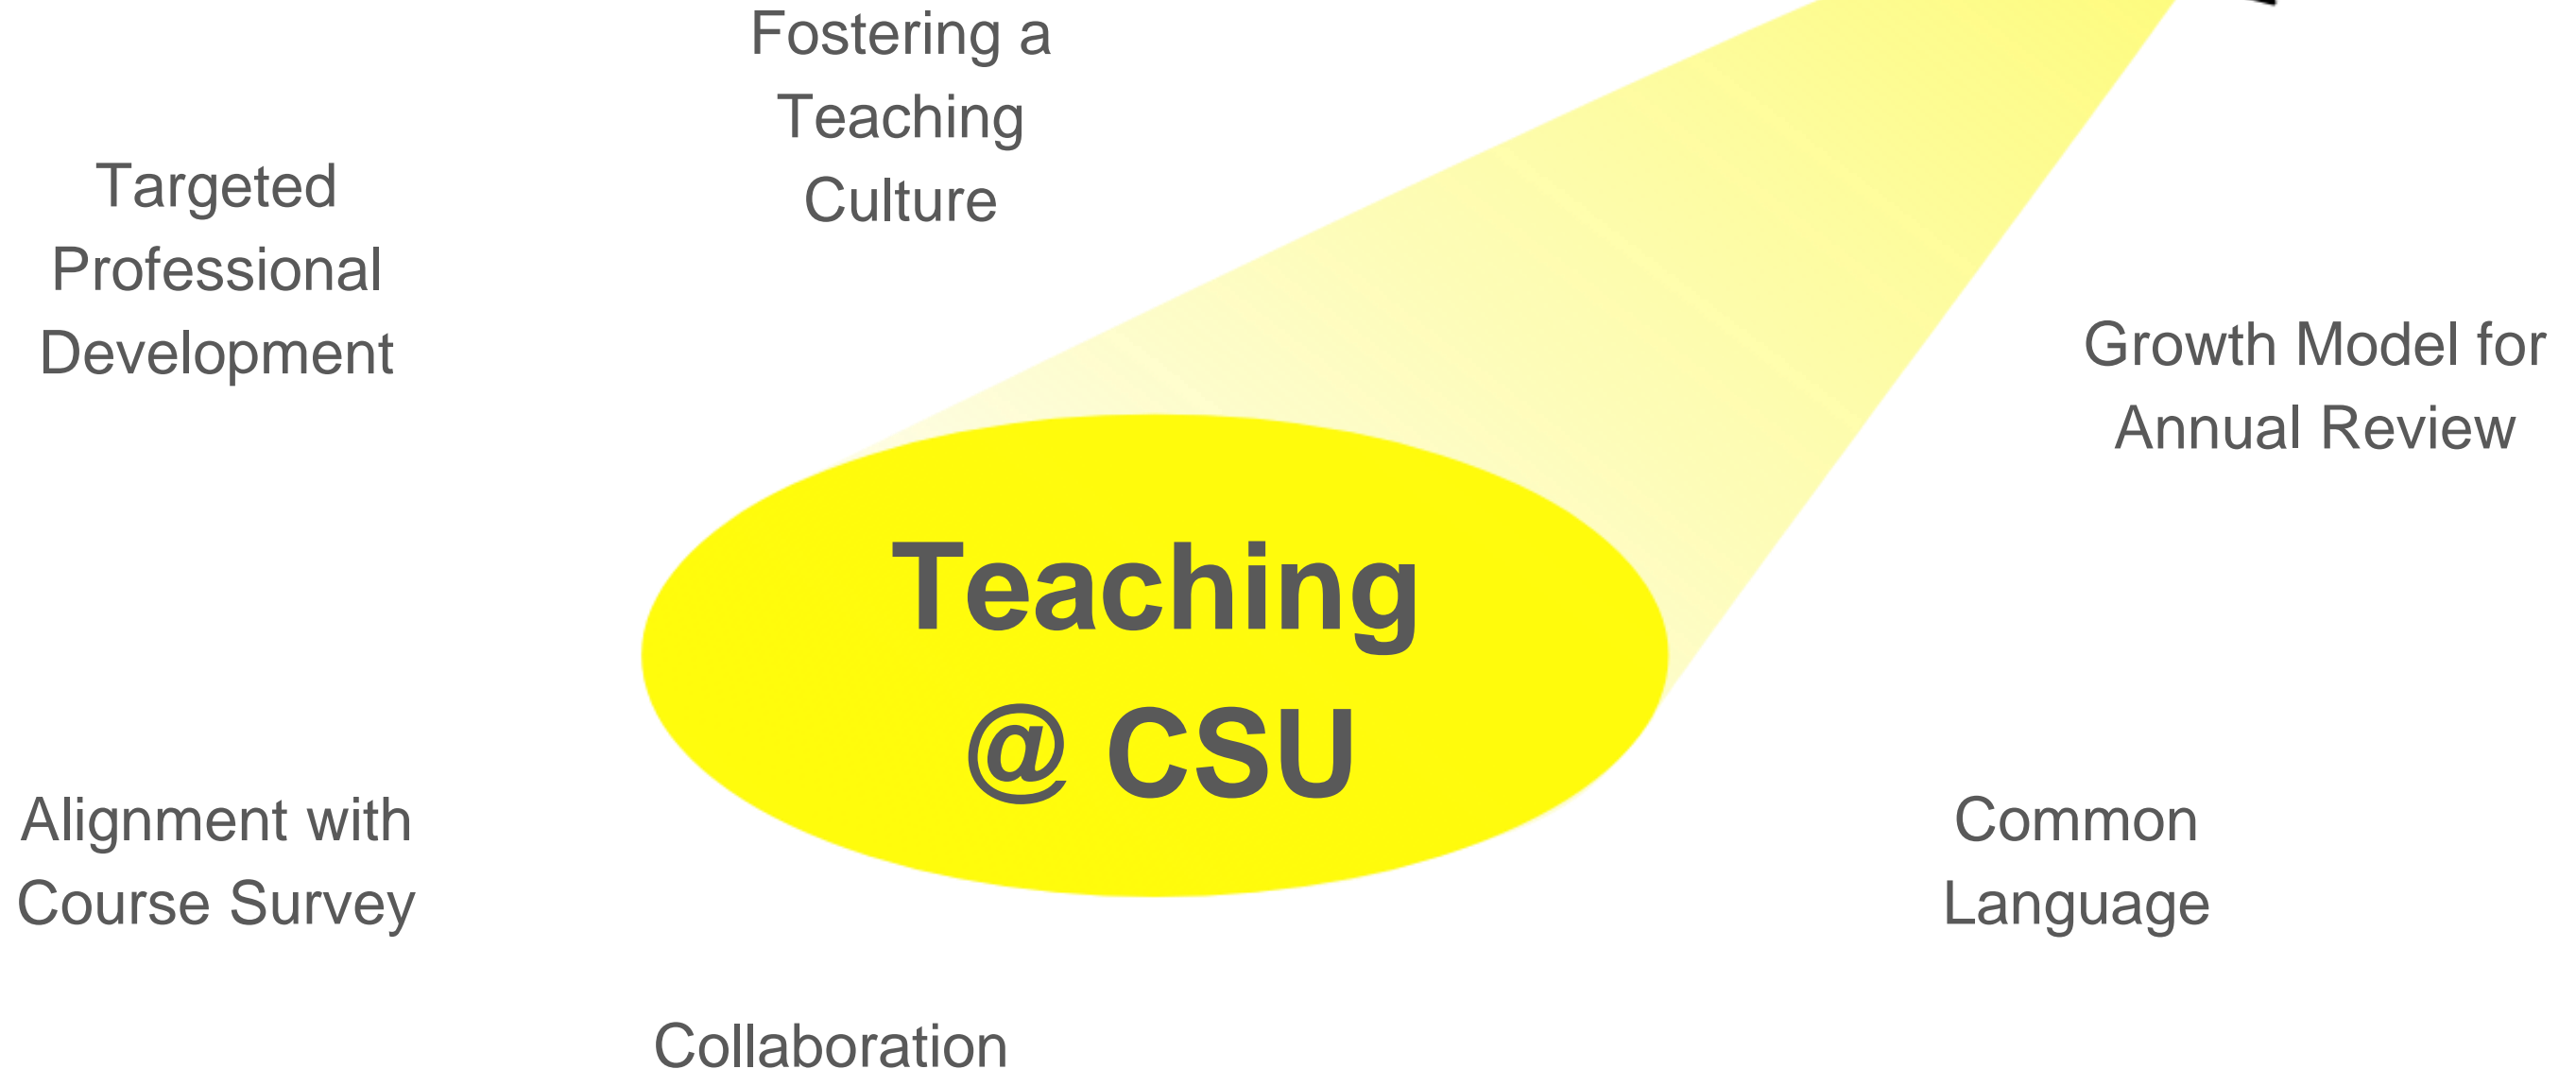 Fostering a
Teaching
Culture
Targeted
Professional
Development
Growth Model for
Annual Review
Teaching
@ CSU
Alignment with
Course Survey
Common
Language
Collaboration